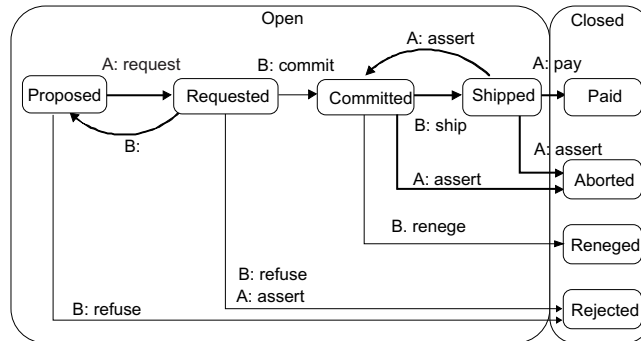 Open
Closed
A: assert
A: request
B: commit
A: pay
Proposed
Requested
Committed
Shipped
Paid
B:
B: ship
A: assert
A: assert
Aborted
B. renege
Reneged
B: refuse
A: assert
B: refuse
Rejected